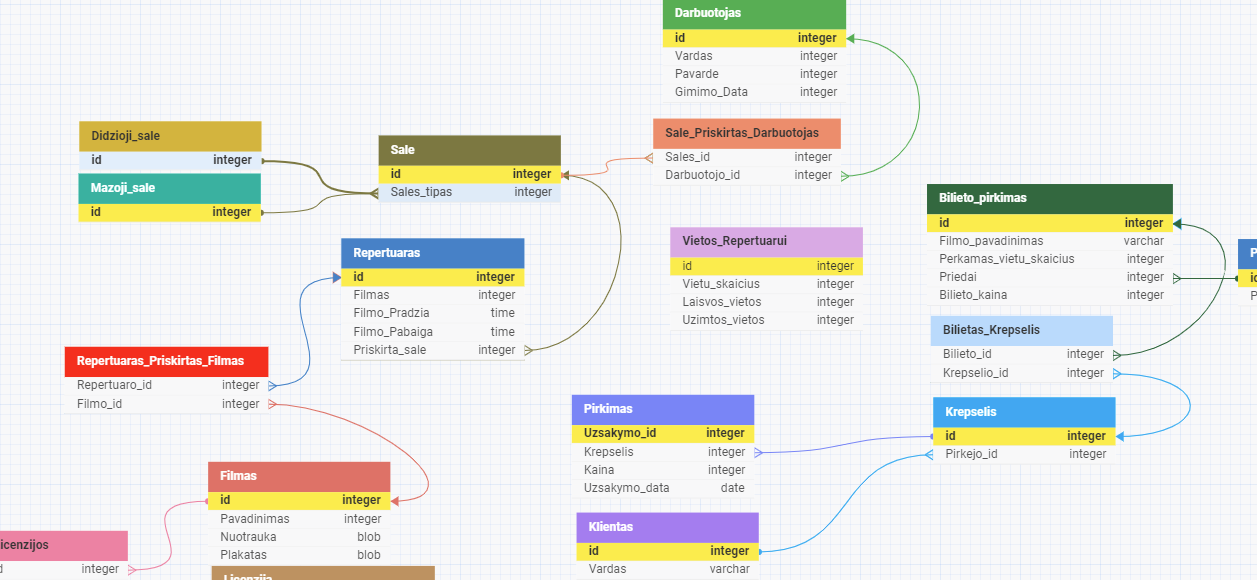 Darbuotojas
id integer
Vardas integer
Pavarde integer
Gimimo_Data integer
Didzioji_sale
id integer
Mazoji_sale
id integer
Sale
id integer
Sales_tipas integer
Sale_Priskirtas_Darbuotojas
Sales_id integer
Darbuotojo_id integer
Repertuaras
id integer
Filmas integer
Filmo_Pradzia time
Filmo_Pabaiga time
Priskirta_sale integer
Vietos_Repertuarui
id integer
Vietu_skaicius integer
Laisvos_vietos integer
Uzimtos_vietos integer
Bilieto_pirkimas
id integer
Filmo_pavadinimas varchar
Perkamas_vietu_skaicius integer
Priedai integer
Bilieto_kaina integer
Bilietas_Krepselis
Bilieto_id integer
Krepselio_id integer
Repertuaras_Priskirtas_Filmas
Repertuaro_id integer
Filmo_id integer
Pirkimas
Uzsakymo_id integer
Krepselis integer
Kaina integer
Uzsakymo_data date
Krepselis
id integer
Pirkejo_id integer
Filmas
id integer
Pavadinimas integer
Nuotrauka blob
Plakatas blob
Klientas
id integer
Vardas varchar
icenzijos
integer
Licenzija